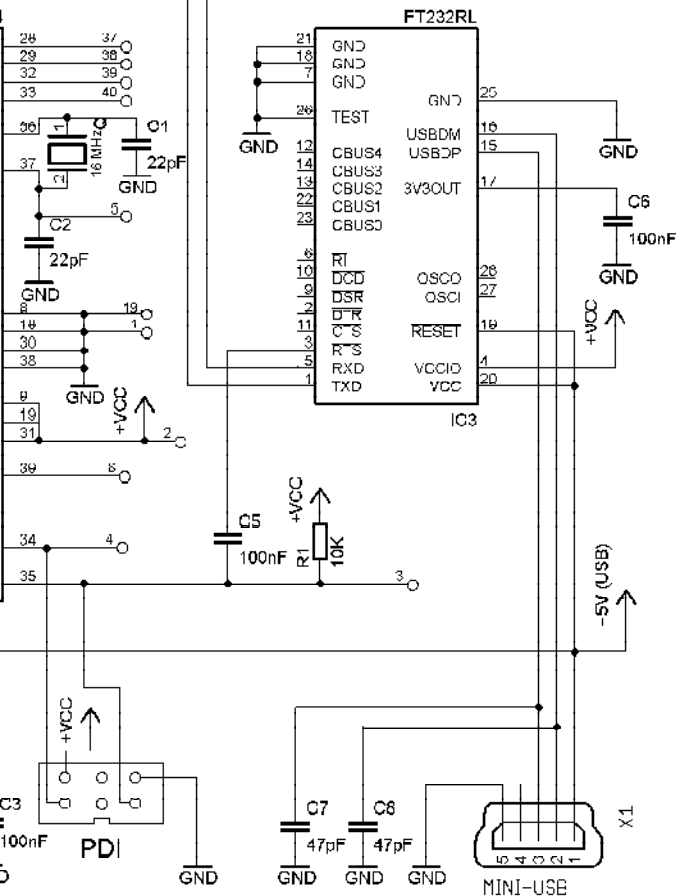 FT232RL
28 37
29 38
32 39
33 40
36
1
16 MHz
2
C1
22pF
GND
37
5
C2
22pF
GND
8 19
18 1
30
38
GND
+VCC
9
19
31 2
39 6
34 4
35 3
21 GND
18 GND
7 GND
26 TEST
GND
12 CBUS4
14 CBUS3
13 CBUS2
22 CBUS1
23 CBUS0
6 RI
10 DCD
9 DSR
2 DTR
11 CTS
3 RTS
5 RXD
1 TXD
GND 25
USBDM 16
USBDP 15
3V3OUT 17
OSCO 28
OSCI 27
RESET 19
VCCIO 4
VCC 20
IC3
GND
C6
100nF
GND
+VCC
C5
100nF
+VCC
R1
10K
5V (USB)
+VCC
PDI
C3
100nF
GND
C7
47pF
GND
C8
47pF
GND
GND
5 4 3 2 1
X1
MINI-USB